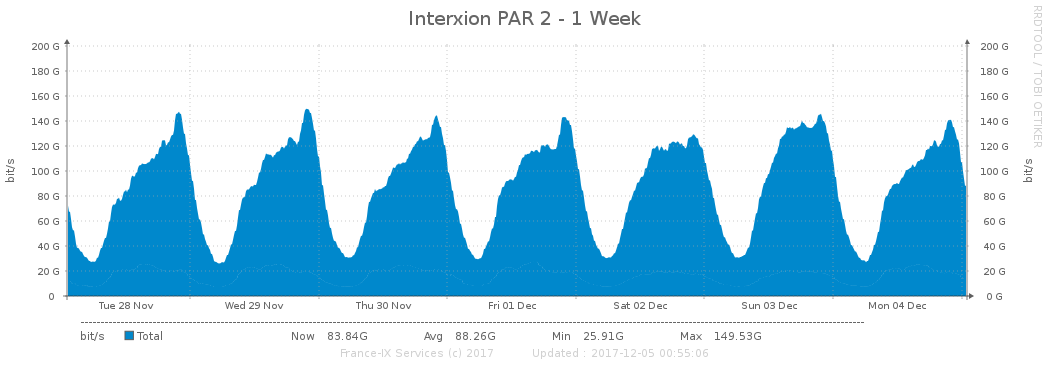 Interxion PAR 2 - 1 Week
RRDTOOL / TOBI OETIKER
bit/s
200 G 200 G
180 G 180 G
160 G 160 G
140 G 140 G
120 G 120 G
100 G 100 G
80 G 80 G
60 G 60 G
40 G 40 G
20 G 20 G
0 0 G
bit/s
Tue 28 Nov Wed 29 Nov Thu 30 Nov Fri 01 Dec Sat 02 Dec Sun 03 Dec Mon 04 Dec
bit/s Total Now 83.84G Avg 88.26G Min 25.91G Max 149.53G
France-IX Services (c) 2017 Updated : 2017-12-05 00:55:06